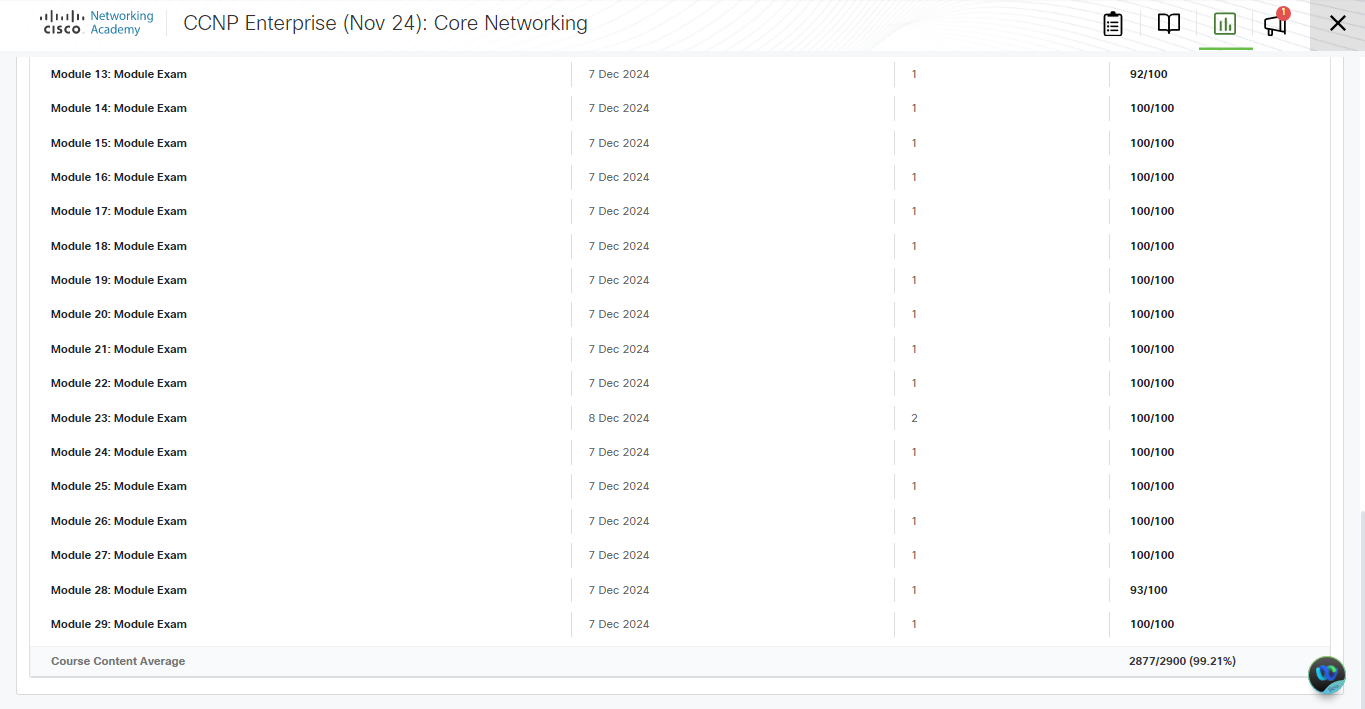 CISCO Networking Academy
CCNP Enterprise (Nov 24): Core Networking
1
Module 13: Module Exam 7 Dec 2024 1 92/100
Module 14: Module Exam 7 Dec 2024 1 100/100
Module 15: Module Exam 7 Dec 2024 1 100/100
Module 16: Module Exam 7 Dec 2024 1 100/100
Module 17: Module Exam 7 Dec 2024 1 100/100
Module 18: Module Exam 7 Dec 2024 1 100/100
Module 19: Module Exam 7 Dec 2024 1 100/100
Module 20: Module Exam 7 Dec 2024 1 100/100
Module 21: Module Exam 7 Dec 2024 1 100/100
Module 22: Module Exam 7 Dec 2024 1 100/100
Module 23: Module Exam 8 Dec 2024 2 100/100
Module 24: Module Exam 7 Dec 2024 1 100/100
Module 25: Module Exam 7 Dec 2024 1 100/100
Module 26: Module Exam 7 Dec 2024 1 100/100
Module 27: Module Exam 7 Dec 2024 1 100/100
Module 28: Module Exam 7 Dec 2024 1 93/100
Module 29: Module Exam 7 Dec 2024 1 100/100
Course Content Average 2877/2900 (99.21%)